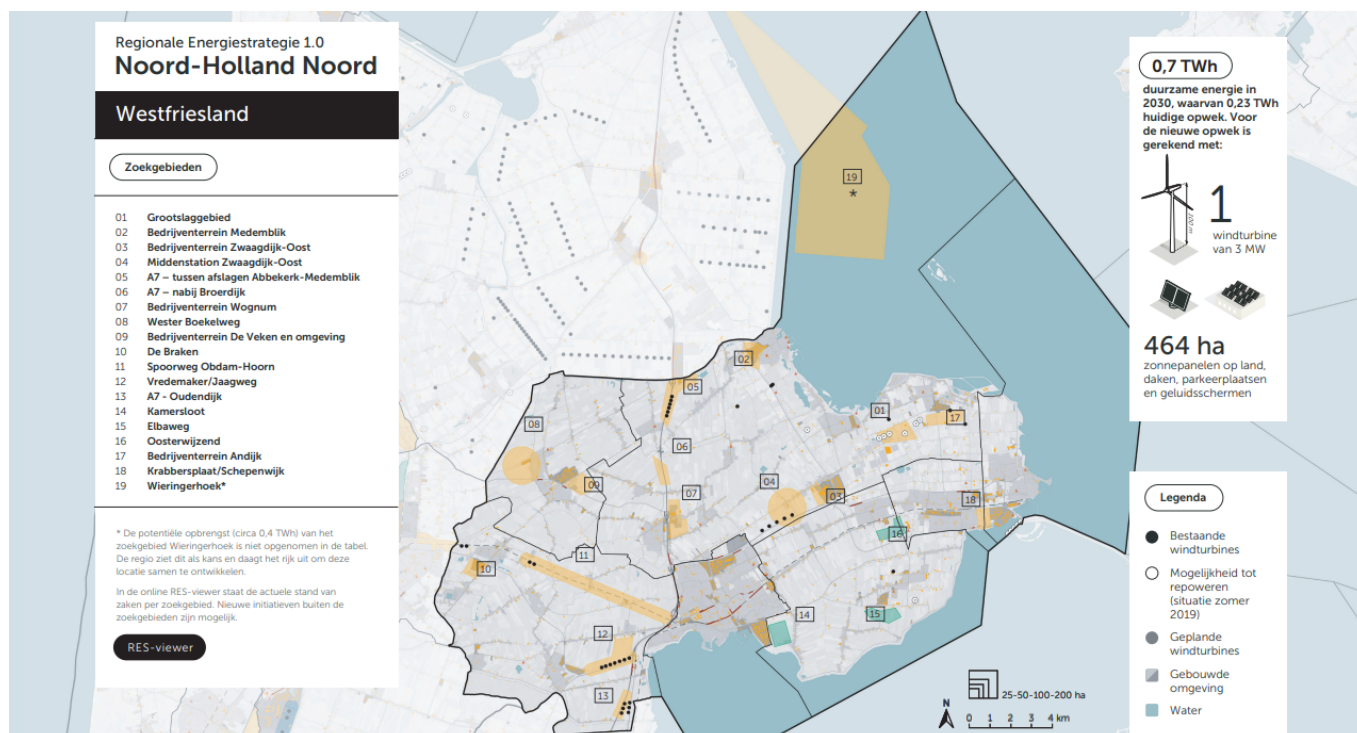 Regionale Energiestrategie 1.0
Noord-Holland Noord
Westfriesland
Zoekgebieden
01 Grootslaggebied
02 Bedrijventerrein Medemblik
03 Bedrijventerrein Zwaagdijk-Oost
04 Middenstation Zwaagdijk-Oost
05 A7 – tussen afslagen Abbekerk-Medemblik
06 A7 – nabij Broerdijk
07 Bedrijventerrein Wognum
08 Wester Boekelweg
09 Bedrijventerrein De Veken en omgeving
10 De Braken
11 Spoorweg Obdam-Hoorn
12 Vredemaker/Jaagweg
13 A7 - Oudendijk
14 Kamersloot
15 Elbaweg
16 Oosterwijzend
17 Bedrijventerrein Andijk
18 Krabbersplaat/Schepenwijk
19 Wieringerhoek*
* De potentiële opbrengst (circa 0,4 TWh) van het
zoekgebied Wieringerhoek is niet opgenomen in de tabel.
De regio ziet dit als kans en daagt het rijk uit om deze
locatie samen te ontwikkelen.
In de online RES-viewer staat de actuele stand van
zaken per zoekgebied. Nieuwe initiatieven buiten de
zoekgebieden zijn mogelijk.
RES-viewer
19
*
02
05
01
17
08
06
09
07
04
03
18
16
11
10
14
15
12
13
0,7 TWh
duurzame energie in
2030, waarvan 0,23 TWh
huidige opwek. Voor
de nieuwe opwek is
gerekend met:
1
windturbine
van 3 MW
464 ha
zonnepanelen op land,
daken, parkeerplaatsen
en geluidsschermen
Legenda
Bestaande
windturbines
Mogelijkheid tot
repoweren
(situatie zomer
2019)
Geplande
windturbines
Gebouwde
omgeving
Water
25-50-100-200 ha
N
0 1 2 3 4 km